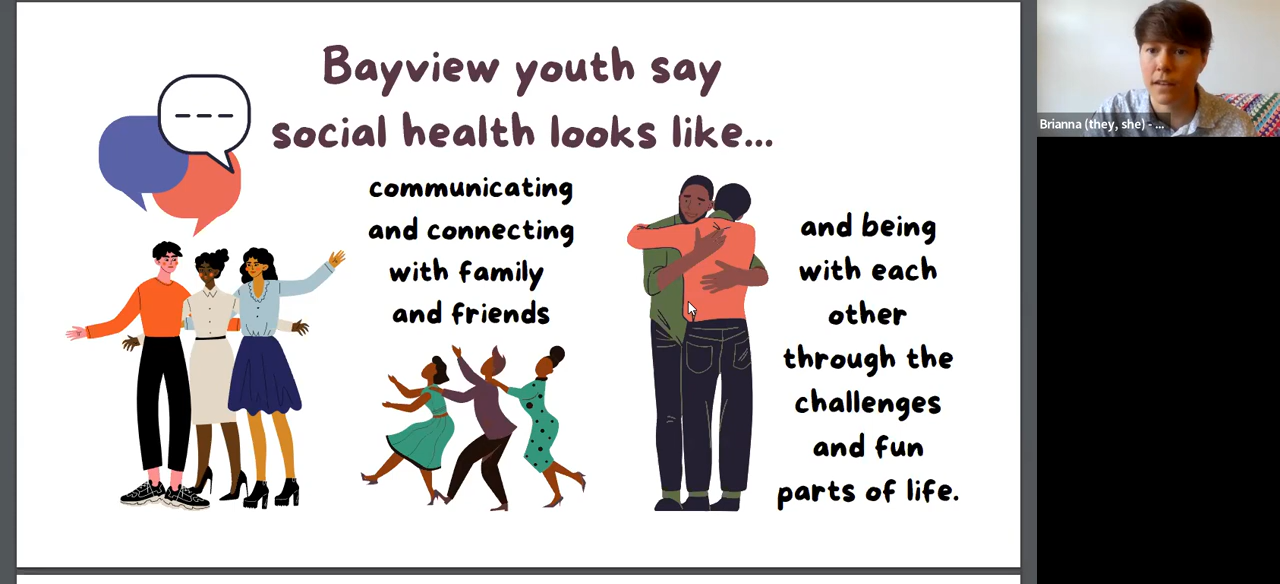 Bayview youth say
social health looks like...
communicating
and connecting
with family
and friends
and being
with each
other
through the
challenges
and fun
parts of life.
Brianna (they, she) - ...